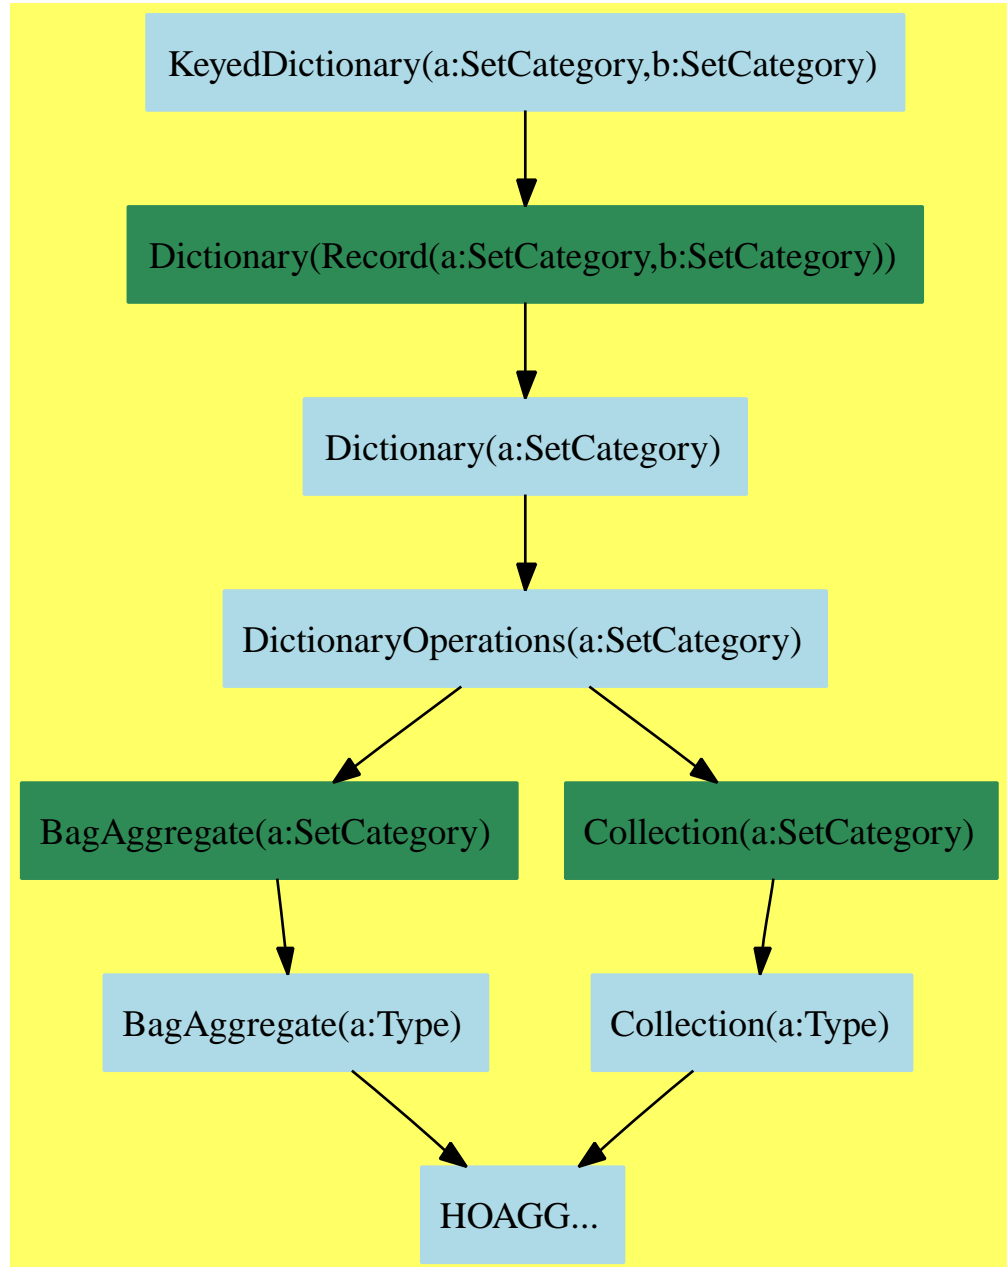 KeyedDictionary(a:SetCategory,b:SetCategory)
Dictionary(Record(a:SetCategory,b:SetCategory))
Dictionary(a:SetCategory)
DictionaryOperations(a:SetCategory)
BagAggregate(a:SetCategory)
Collection(a:SetCategory)
BagAggregate(a:Type)
Collection(a:Type)
HOAGG...